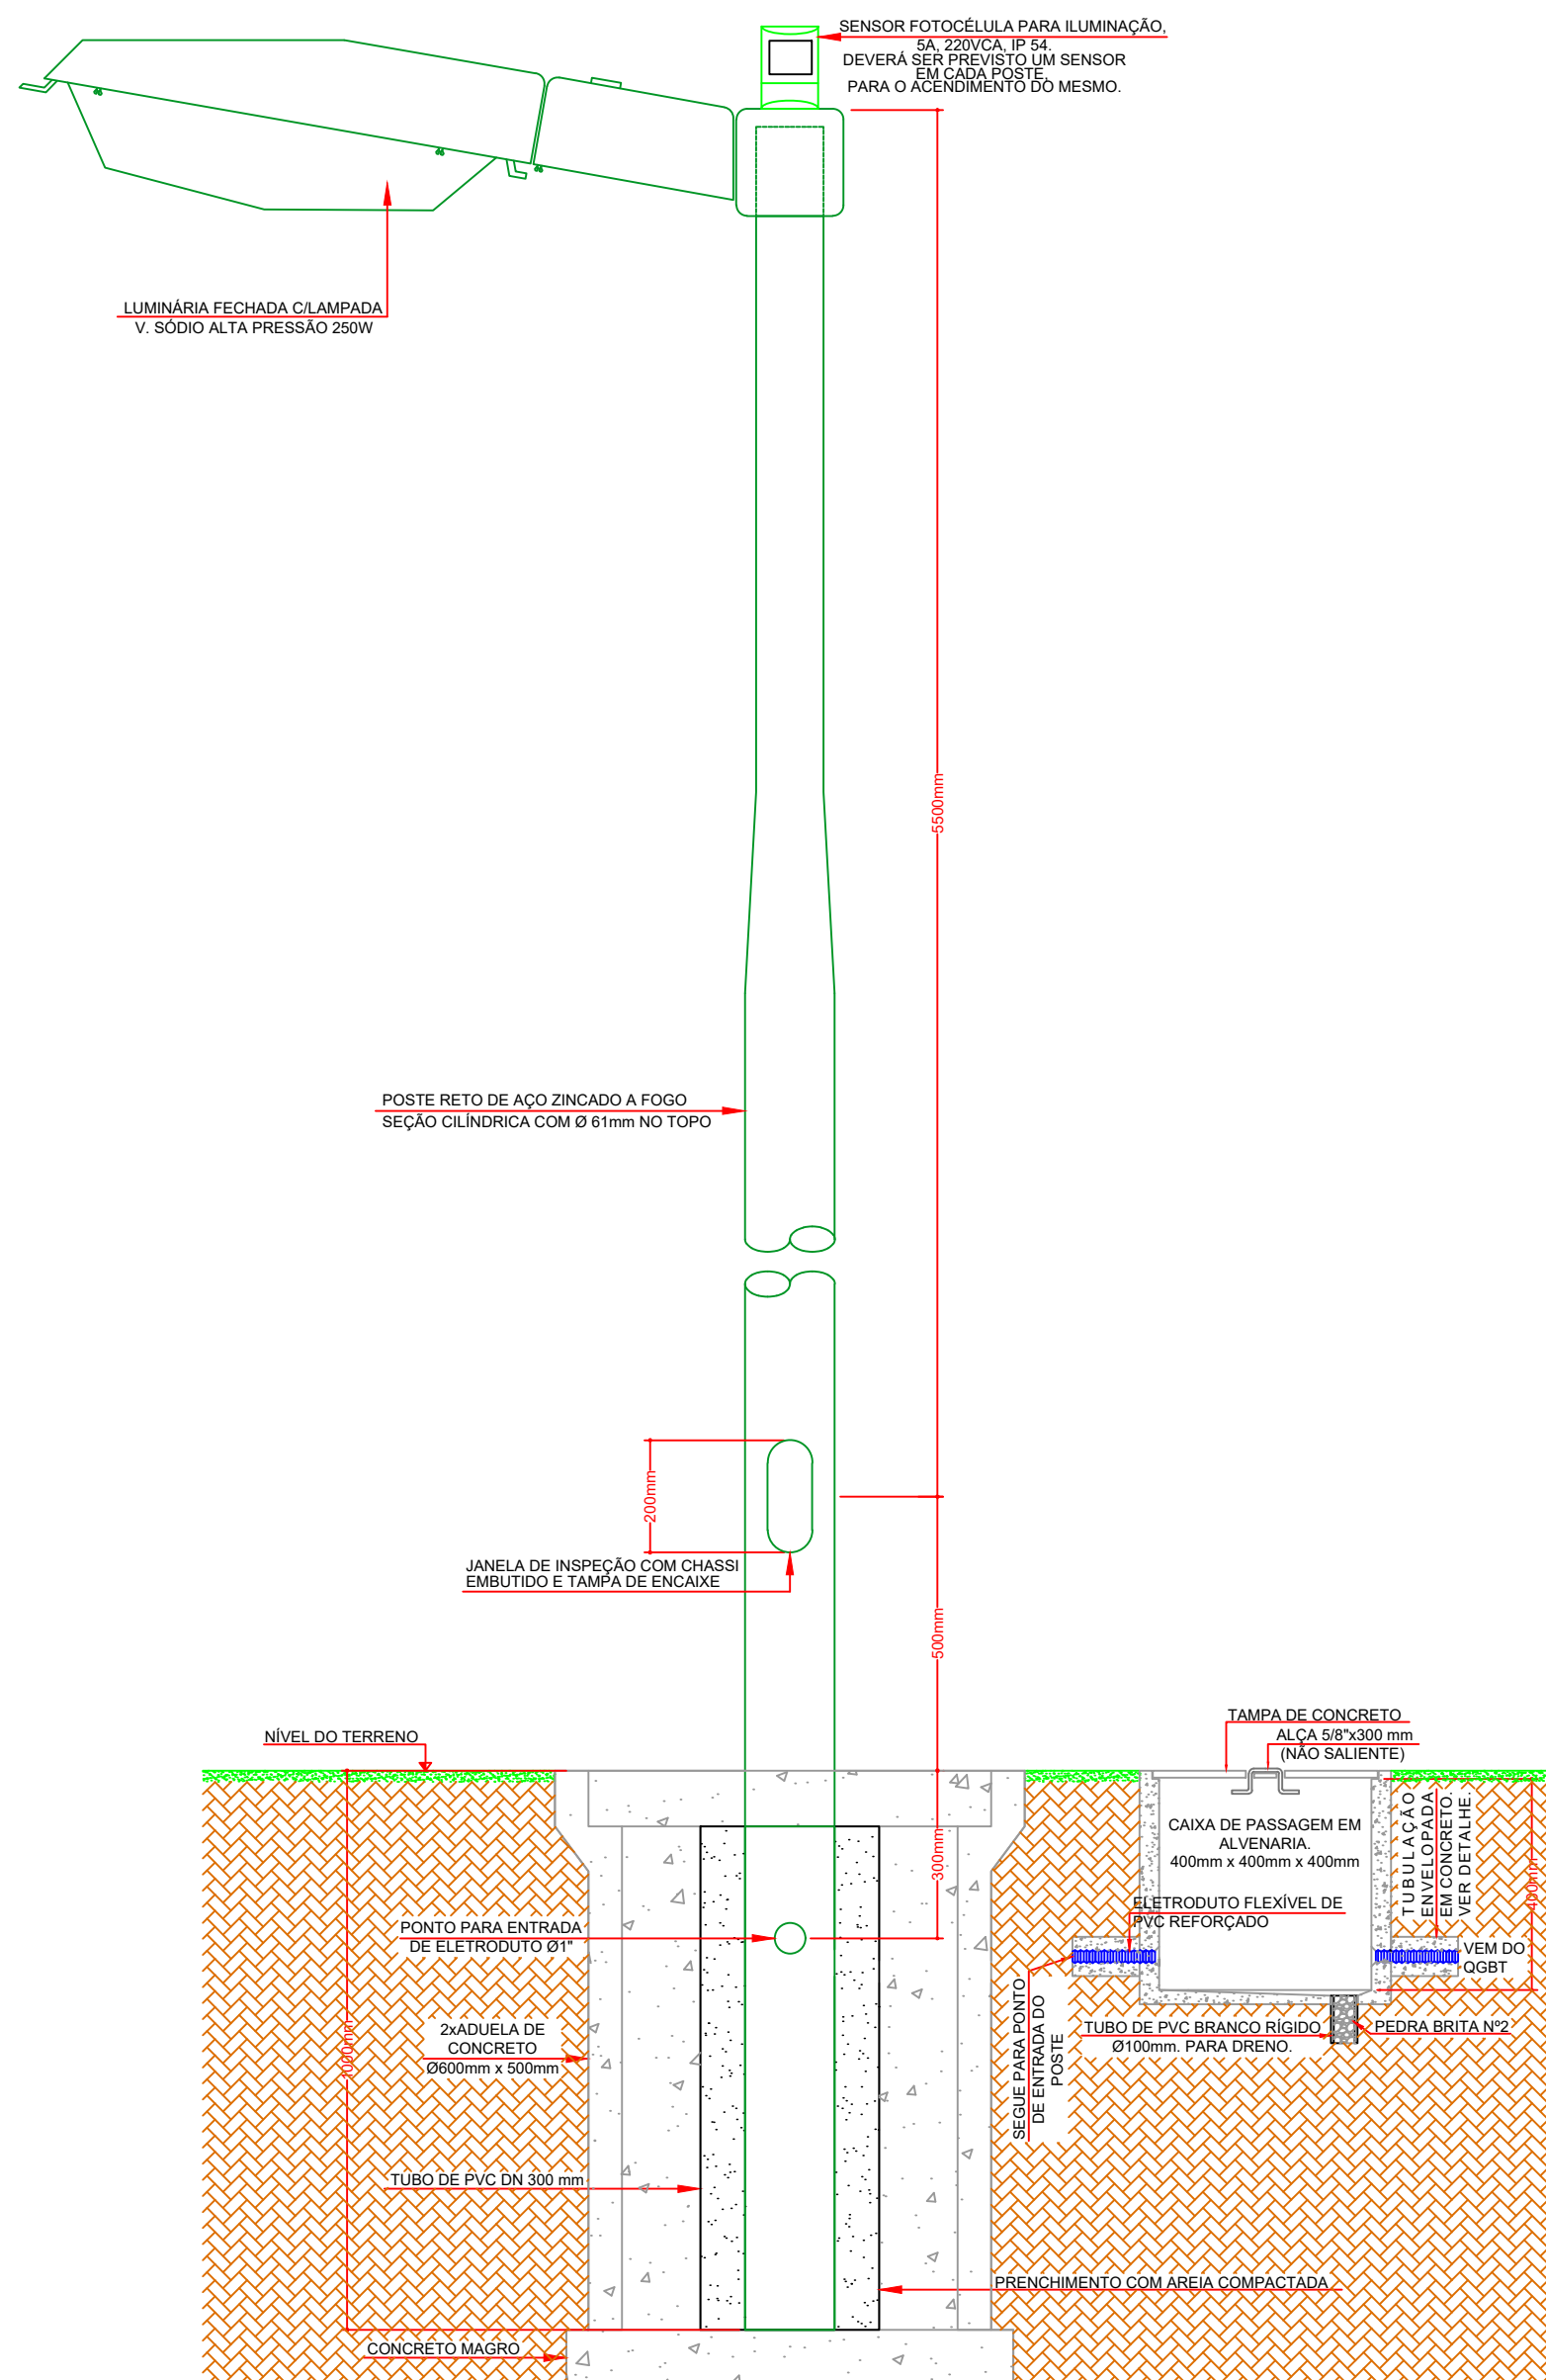 SENSOR FOTOCÉLULA PARA ILUMINAÇÃO,
5A, 220VCA, IP 54.
DEVERÁ SER PREVISTO UM SENSOR
EM CADA POSTE,
PARA O ACENDIMENTO DO MESMO.
LUMINÁRIA FECHADA C/LAMPADA
V. SÓDIO ALTA PRESSÃO 250W
5500mm
POSTE RETO DE AÇO ZINCADO A FOGO
SEÇÃO CILÍNDRICA COM Ø 61mm NO TOPO
200mm
JANELA DE INSPEÇÃO COM CHASSI
EMBUTIDO E TAMPA DE ENCAIXE
500mm
NÍVEL DO TERRENO
TAMPA DE CONCRETO
ALÇA 5/8"x300 mm
(NÃO SALIENTE)
CAIXA DE PASSAGEM EM
ALVENARIA.
400mm x 400mm x 400mm
TUBULAÇÃO
ENVELOPADA
EM CONCRETO.
VER DETALHE.
400mm
300mm
ELETRODUTO FLEXÍVEL DE
PVC REFORÇADO
PONTO PARA ENTRADA
DE ELETRODUTO Ø1"
VEM DO
QGBT
SEGUE PARA PONTO
DE ENTRADA DO
POSTE
TUBO DE PVC BRANCO RÍGIDO
Ø100mm. PARA DRENO.
PEDRA BRITA Nº2
1000mm
2xADUELA DE
CONCRETO
Ø600mm x 500mm
TUBO DE PVC DN 300 mm
PRENCHIMENTO COM AREIA COMPACTADA
CONCRETO MAGRO